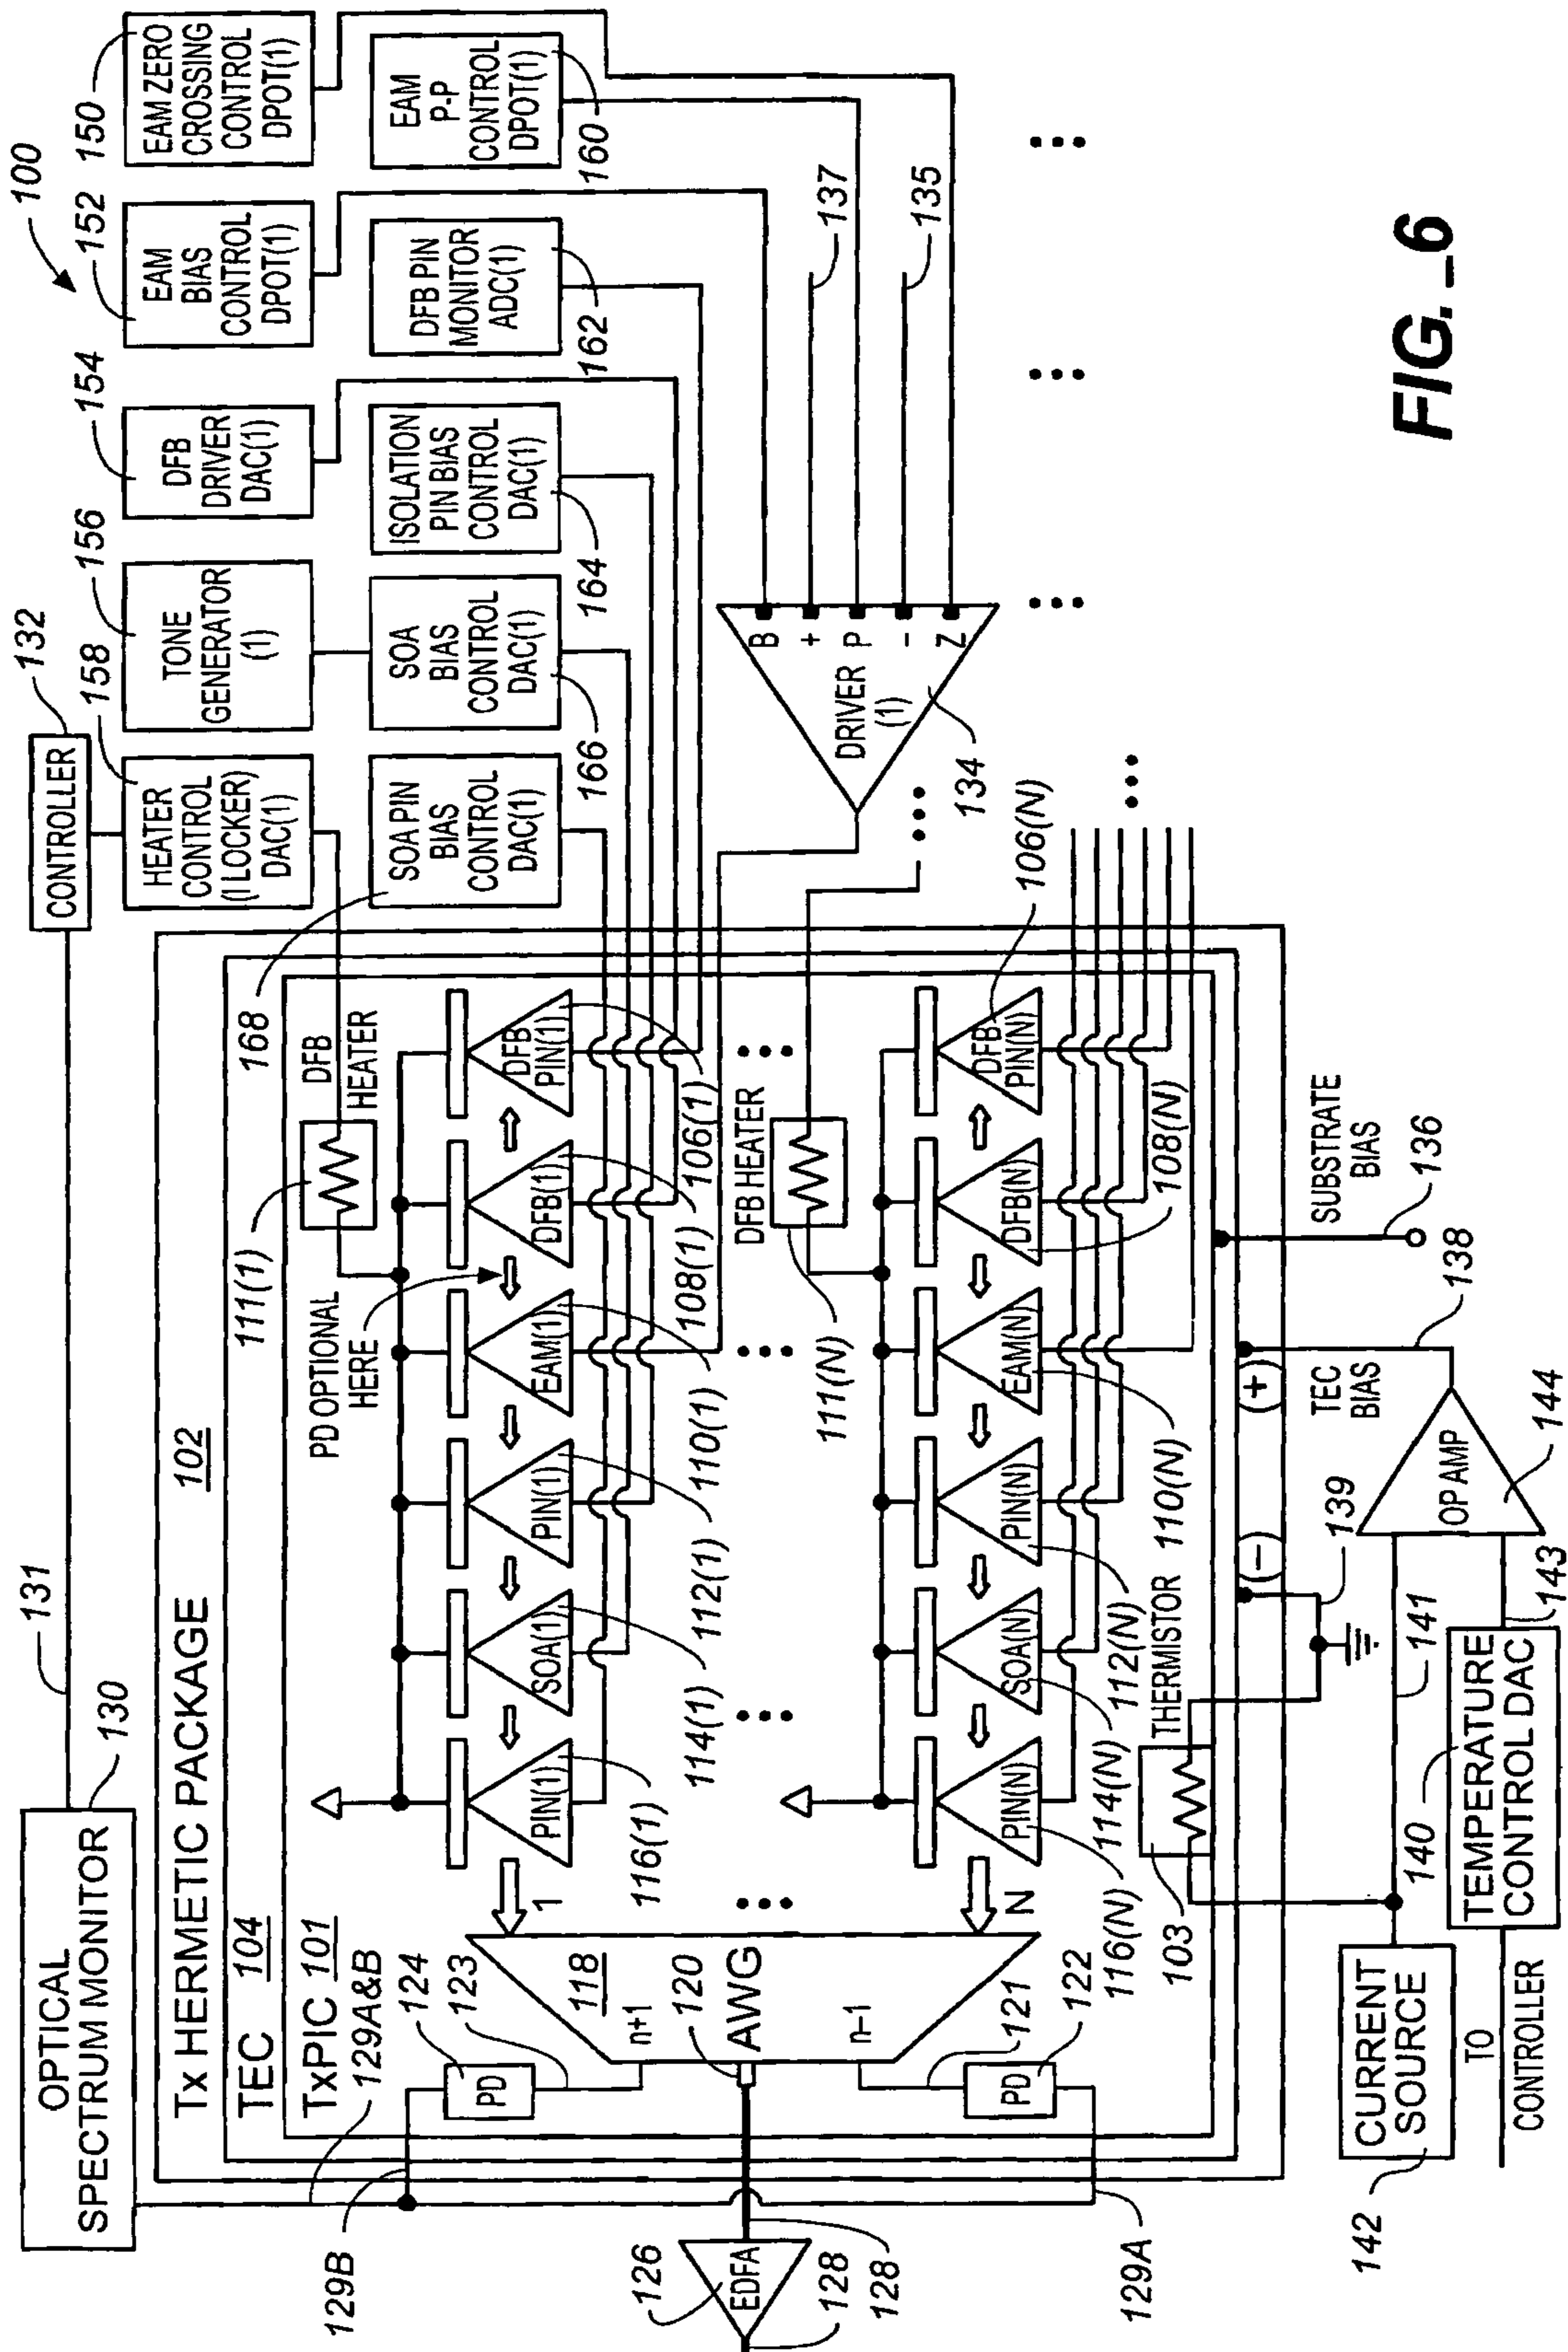 100
150
EAM ZERO
CROSSING
CONTROL
DPOT(1)
152
EAM
BIAS
CONTROL
DPOT(1)
154
DFB
DRIVER
DAC(1)
156
TONE
GENERATOR
(1)
132
CONTROLLER
158
HEATER
CONTROL
(1 LOCKER)
DAC(1)
131
130
OPTICAL
SPECTRUM MONITOR
EAM
P-P
CONTROL
DPOT(1)
160
DFB PIN
MONITOR
ADC(1)
162
ISOLATION
PIN BIAS
CONTROL
DAC(1)
164
SOA
BIAS
CONTROL
DAC(1)
166
SOA PIN
BIAS
CONTROL
DAC(1)
168
Tx HERMETIC PACKAGE 102
TEC 104
TxPIC 101
129A&B
129B
124
PD
123
111(1)
DFB
HEATER
PD OPTIONAL
HERE
PIN(1)
SOA(1)
PIN(1)
EAM(1)
DFB(1)
DFB
PIN(1)
116(1)
114(1)
112(1)
110(1)
108(1)
106(1)
1
118
n+1
120
AWG
n-1
N
121
122
PD
129A
126
EDFA
128
128
B
+
P
-
Z
DRIVER
(1)
134
137
135
DFB HEATER
111(N)
PIN(N)
SOA(N)
PIN(N)
EAM(N)
DFB(N)
DFB
PIN(N)
116(N)
114(N)
112(N)
110(N)
108(N)
106(N)
THERMISTOR
103
(-)
(+)
139
TEC
BIAS
138
SUBSTRATE
BIAS
136
OP AMP
144
141
143
140
TEMPERATURE
CONTROL DAC
CURRENT
SOURCE
142
TO
CONTROLLER
FIG._6